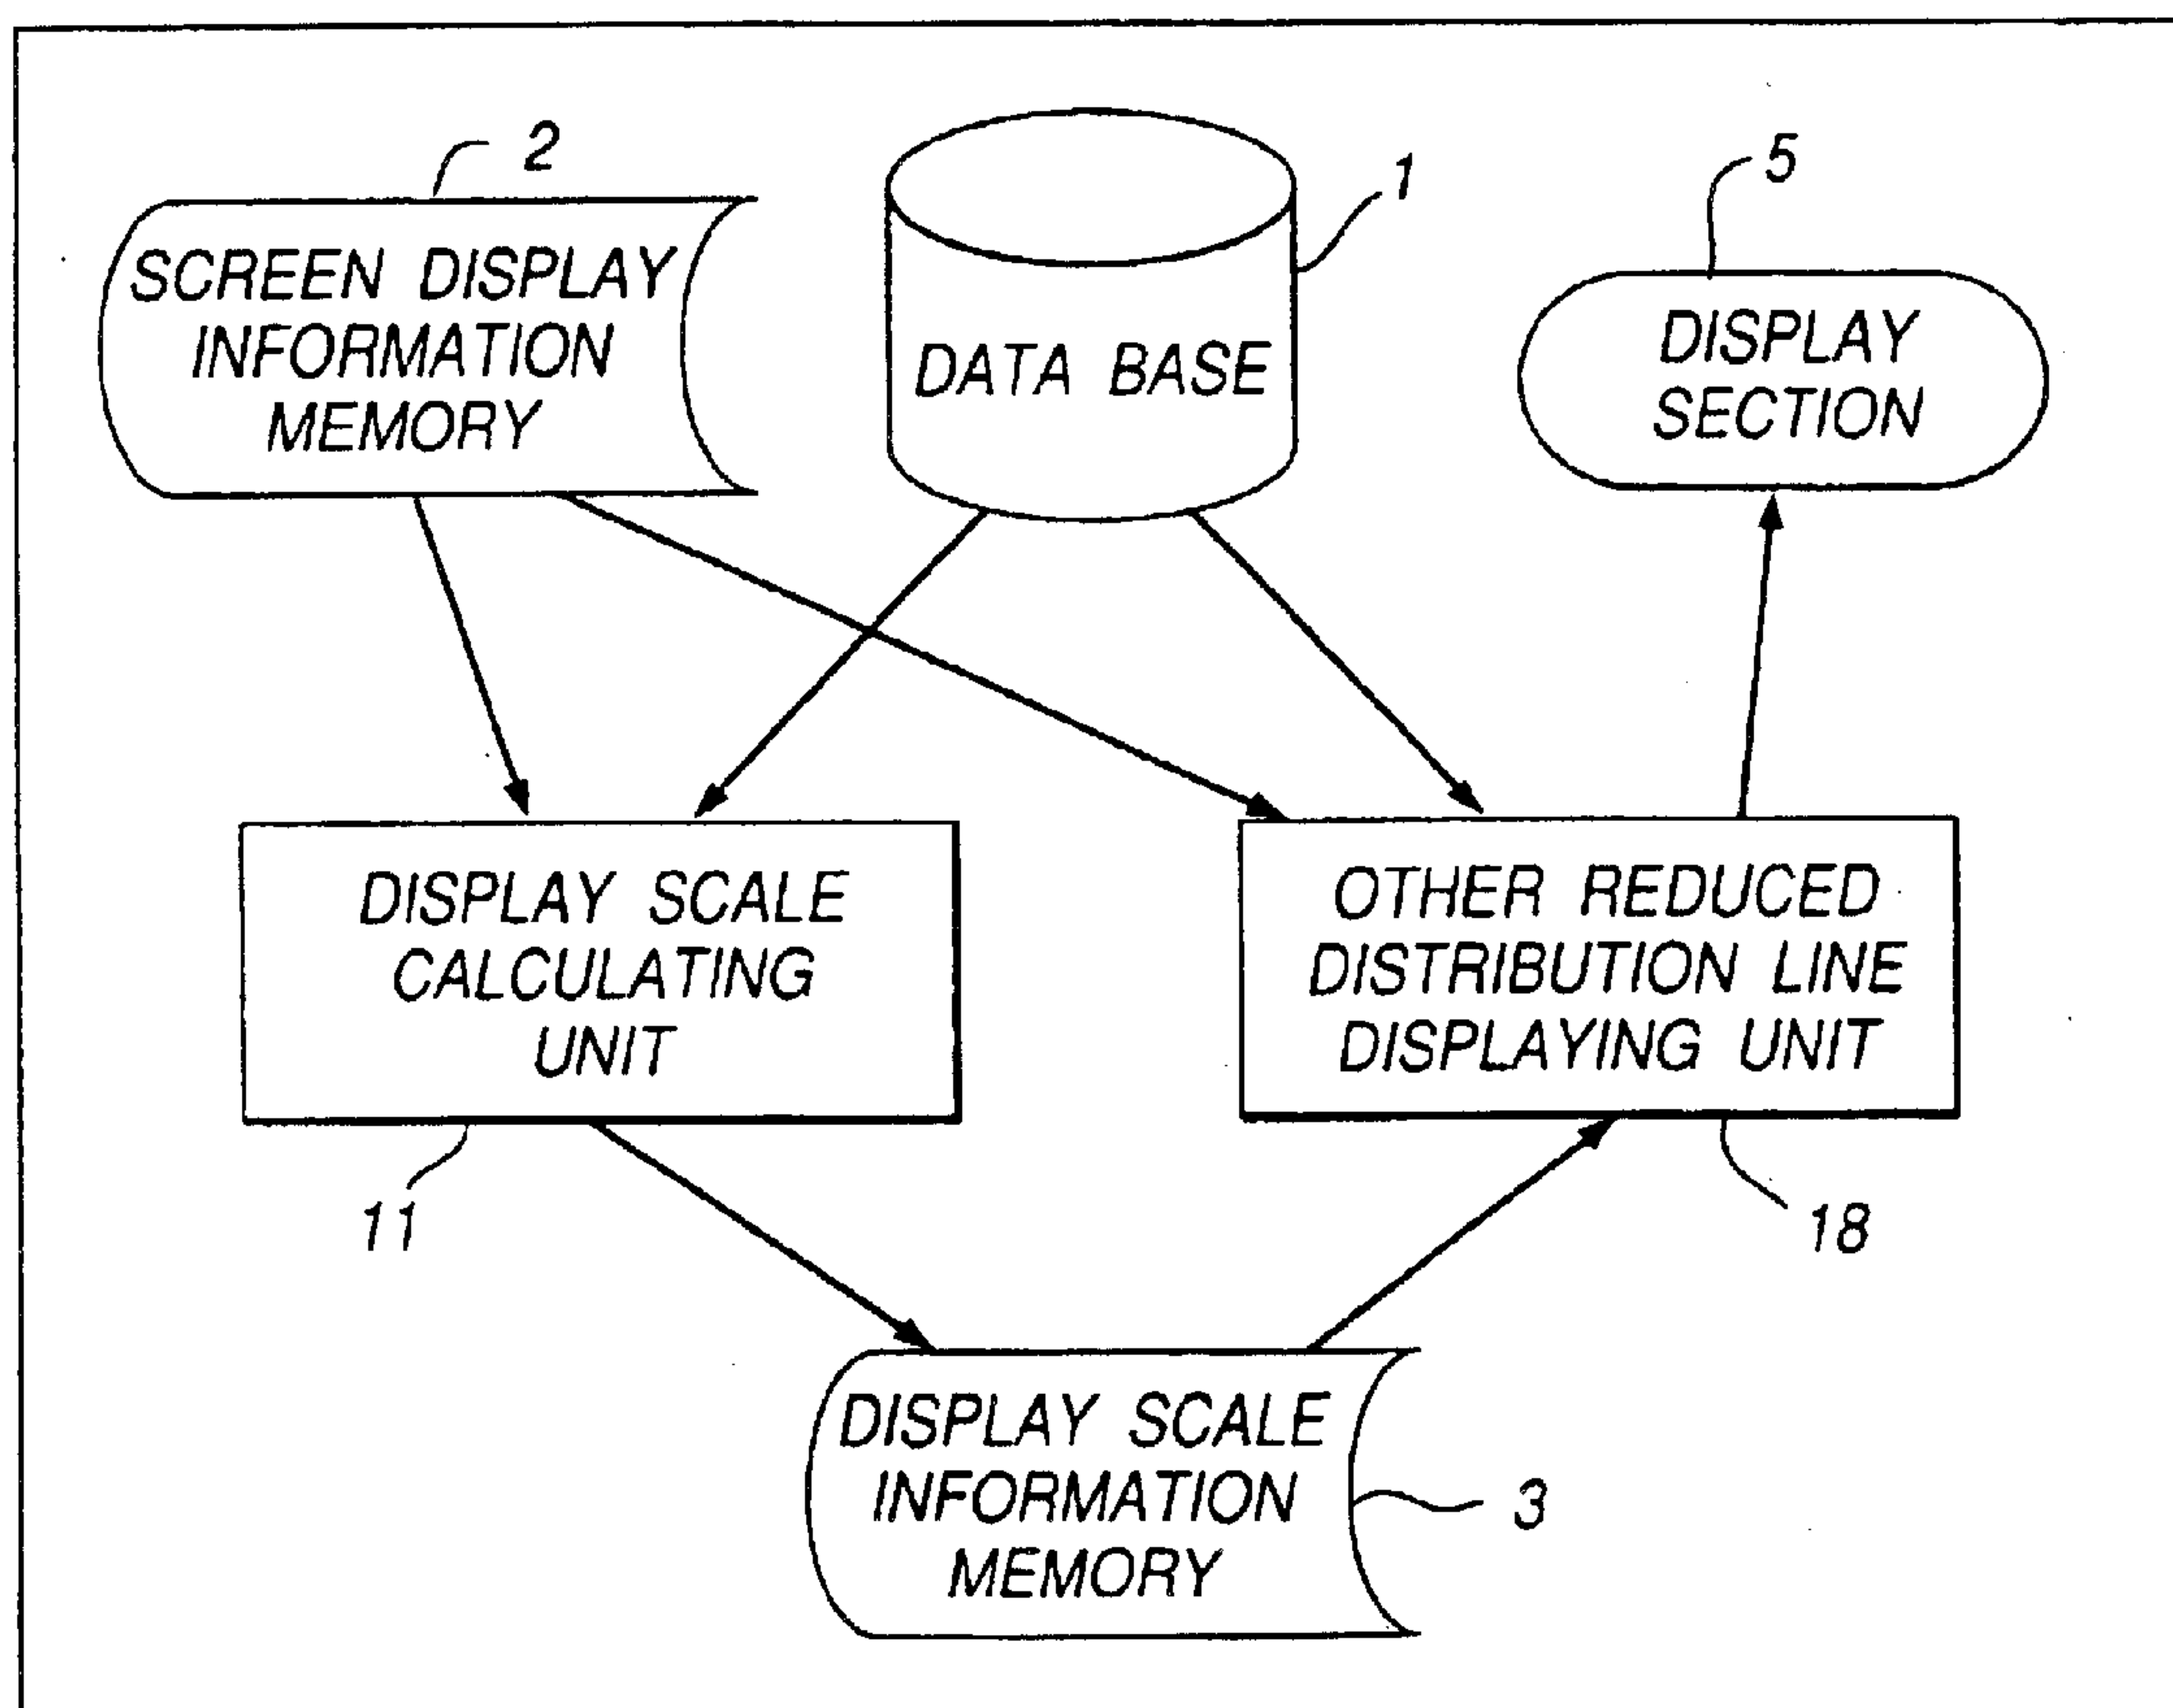 2
SCREEN DISPLAY
INFORMATION
MEMORY
1
DATA BASE
5
DISPLAY
SECTION
DISPLAY SCALE
CALCULATING
UNIT
11
OTHER REDUCED
DISTRIBUTION LINE
DISPLAYING UNIT
18
DISPLAY SCALE
INFORMATION
MEMORY
3